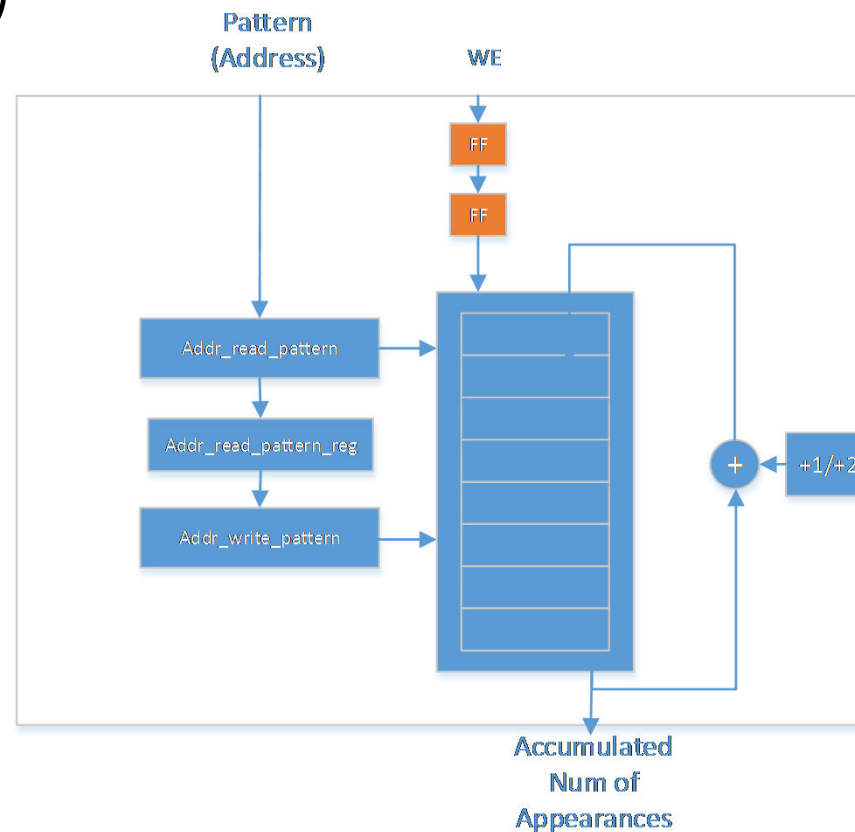 )
Pattern
(Address)
WE
FF
FF
Addr_read_pattern
Addr_read_pattern_reg
+
+1/+2
Addr_write_pattern
Accumulated
Num of
Appearances